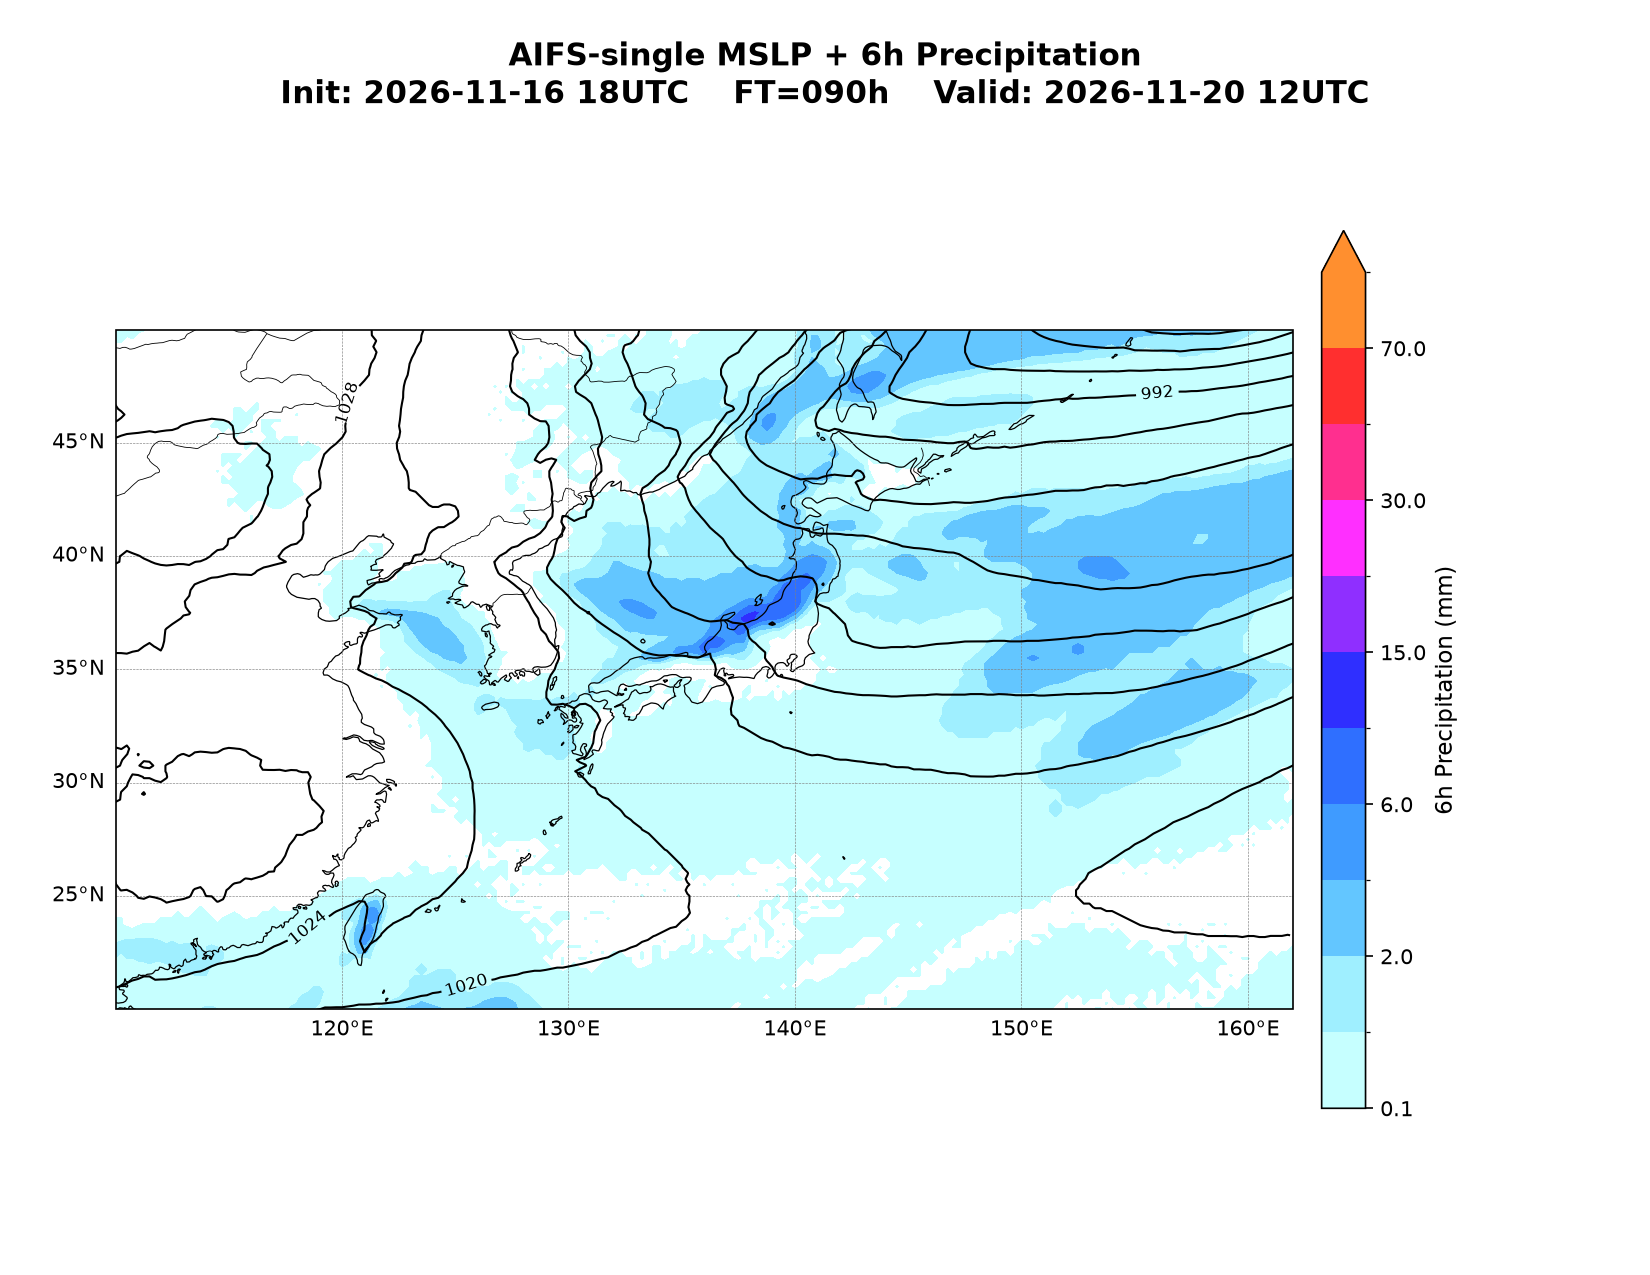 AIFS-single MSLP + 6h Precipitation
Init: 2026-11-16 18UTC    FT=090h    Valid: 2026-11-20 12UTC
70.0
30.0
15.0
6.0
2.0
0.1
6h Precipitation (mm)
45°N
40°N
35°N
30°N
25°N
120°E
130°E
140°E
150°E
160°E
1028
992
1024
1020